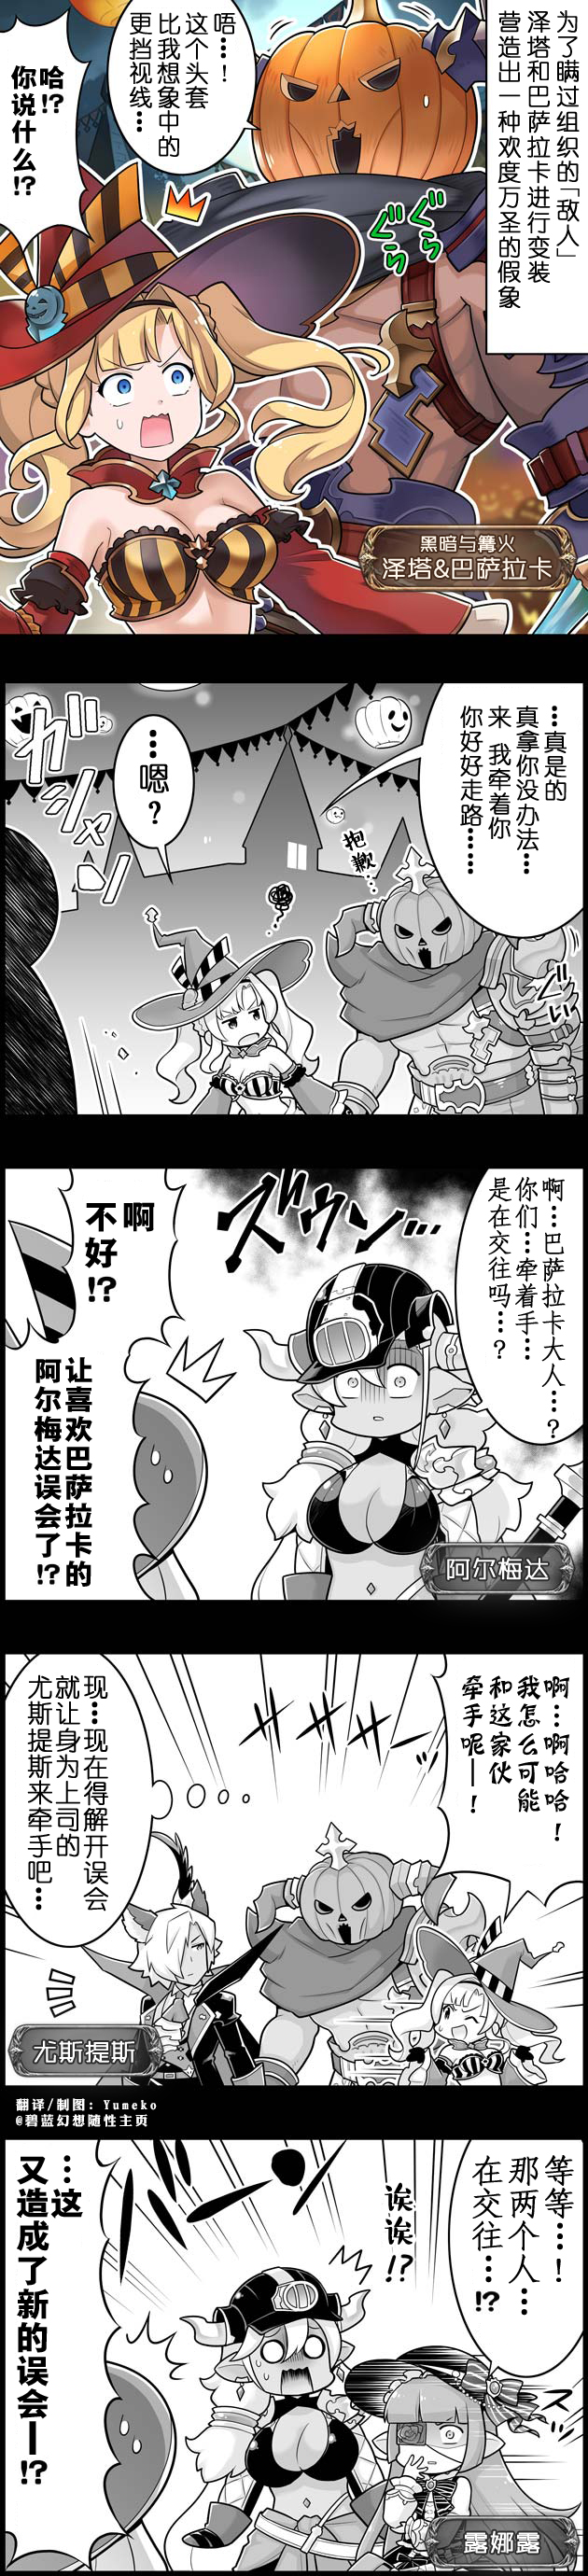 为了瞒过组织的「敌人」
泽塔和巴萨拉卡进行变装
营造出一种欢度万圣的假象
唔…！
这个头套
比我想象中的
更挡视线…
哈!?
你说什么!?
ぐら
ぐら
黑暗与篝火
泽塔&巴萨拉卡
…真是的
真拿你没办法…
来 我牵着你
你好好走路……
抱歉…
…嗯？
啊…巴萨拉卡大人…？
你们…牵着手…
是在交往吗…？
ズウン…
啊
不好!?
让喜欢巴萨拉卡的
阿尔梅达误会了!?
阿尔梅达
啊…啊哈哈！
我怎么可能
和这家伙
牵手呢—！
现…现在得解开误会
就让身为上司的
尤斯提斯来牵手吧…
尤斯提斯
翻译/制图：Yumeko
@碧蓝幻想随性主页
等等…！
那两个人…
在交往…!?
诶诶!?
…这
又造成了新的误会—!?
露娜露